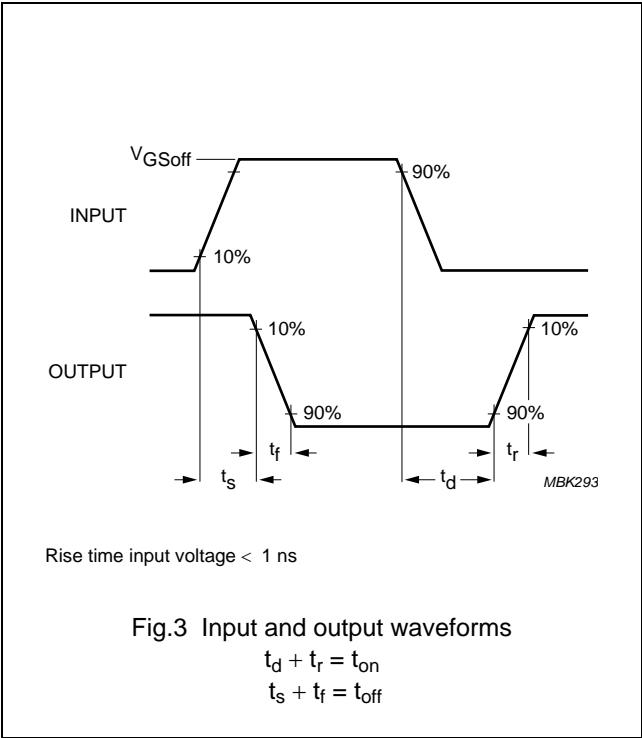 VGSoff
90%
INPUT
10%
10%
10%
OUTPUT
90%
90%
tf
tr
ts
td
MBK293
Rise time input voltage < 1 ns
Fig.3 Input and output waveforms
td + tr = ton
ts + tf = toff